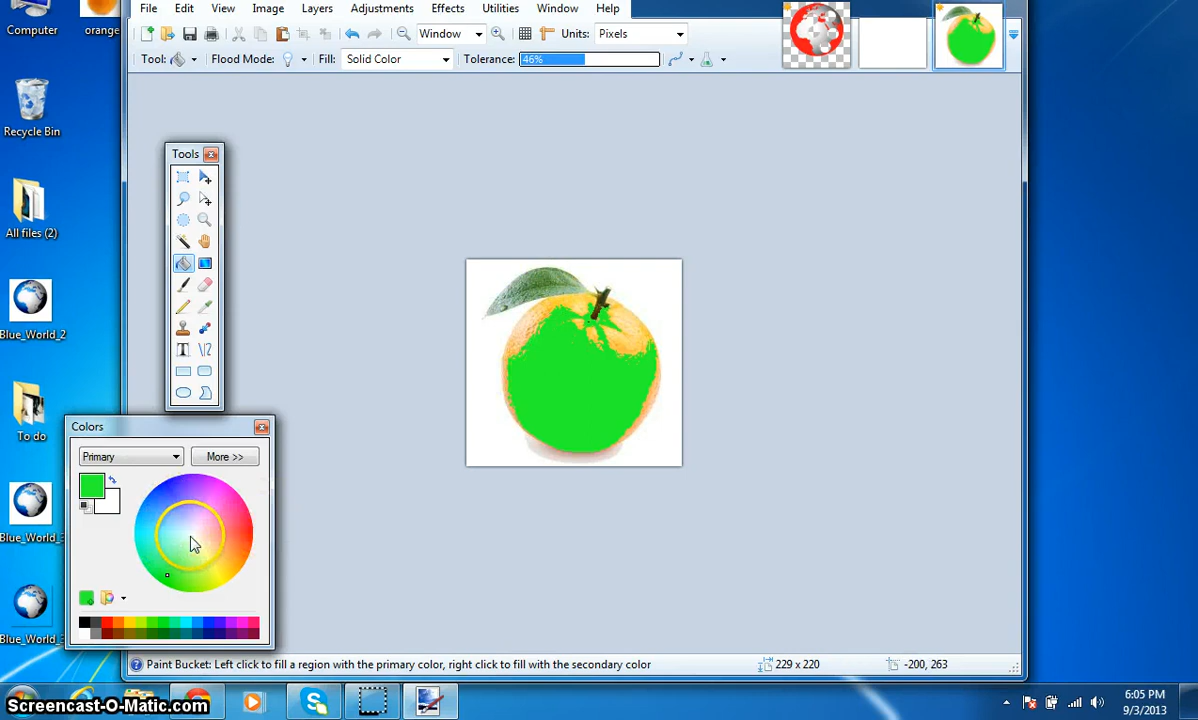 Computer
orange
Recycle Bin
All files (2)
Blue_World_2
To do
Blue_World_3
Blue_World_3
File Edit View Image Layers Adjustments Effects Utilities Window Help
Window Units: Pixels
Tool: Flood Mode: Fill: Solid Color Tolerance: 46%
Tools
Colors
Primary More >>
Paint Bucket: Left click to fill a region with the primary color, right click to fill with the secondary color 229 x 220 -200, 263
Screencast-O-Matic.com
6:05 PM
9/3/2013